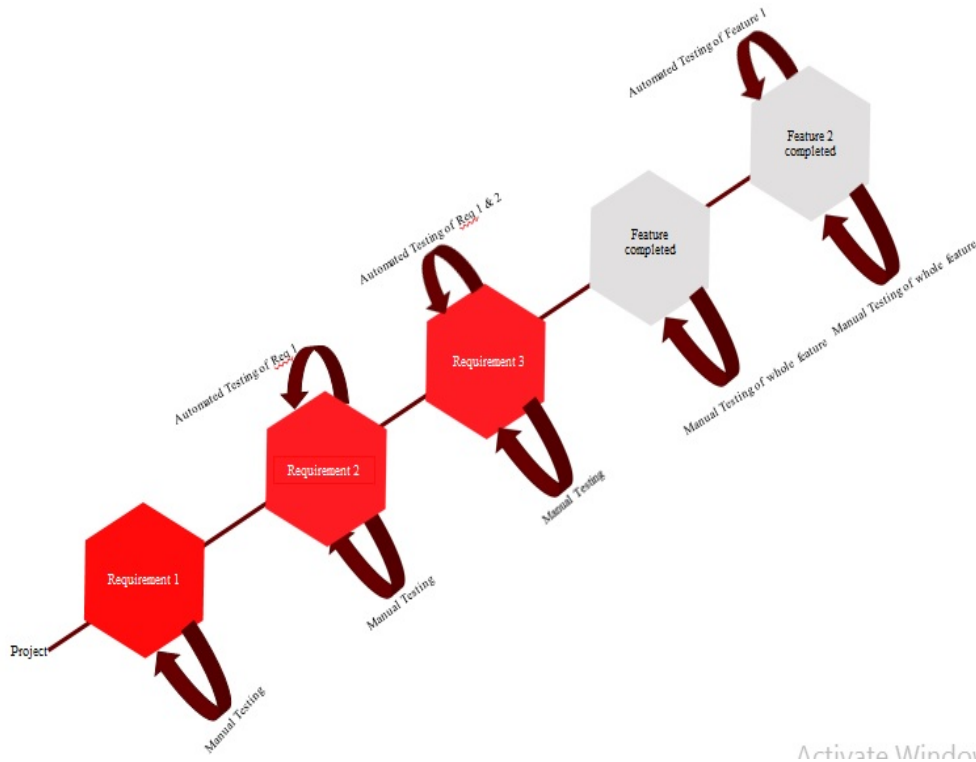 Automated Testing of Feature 1
Feature 2
completed
Manual Testing of whole feature
Feature
completed
Manual Testing of whole feature
Automated Testing of Req 1 & 2
Requirement 3
Manual Testing
Automated Testing of Req 1
Requirement 2
Manual Testing
Requirement 1
Manual Testing
Project
Activate Window